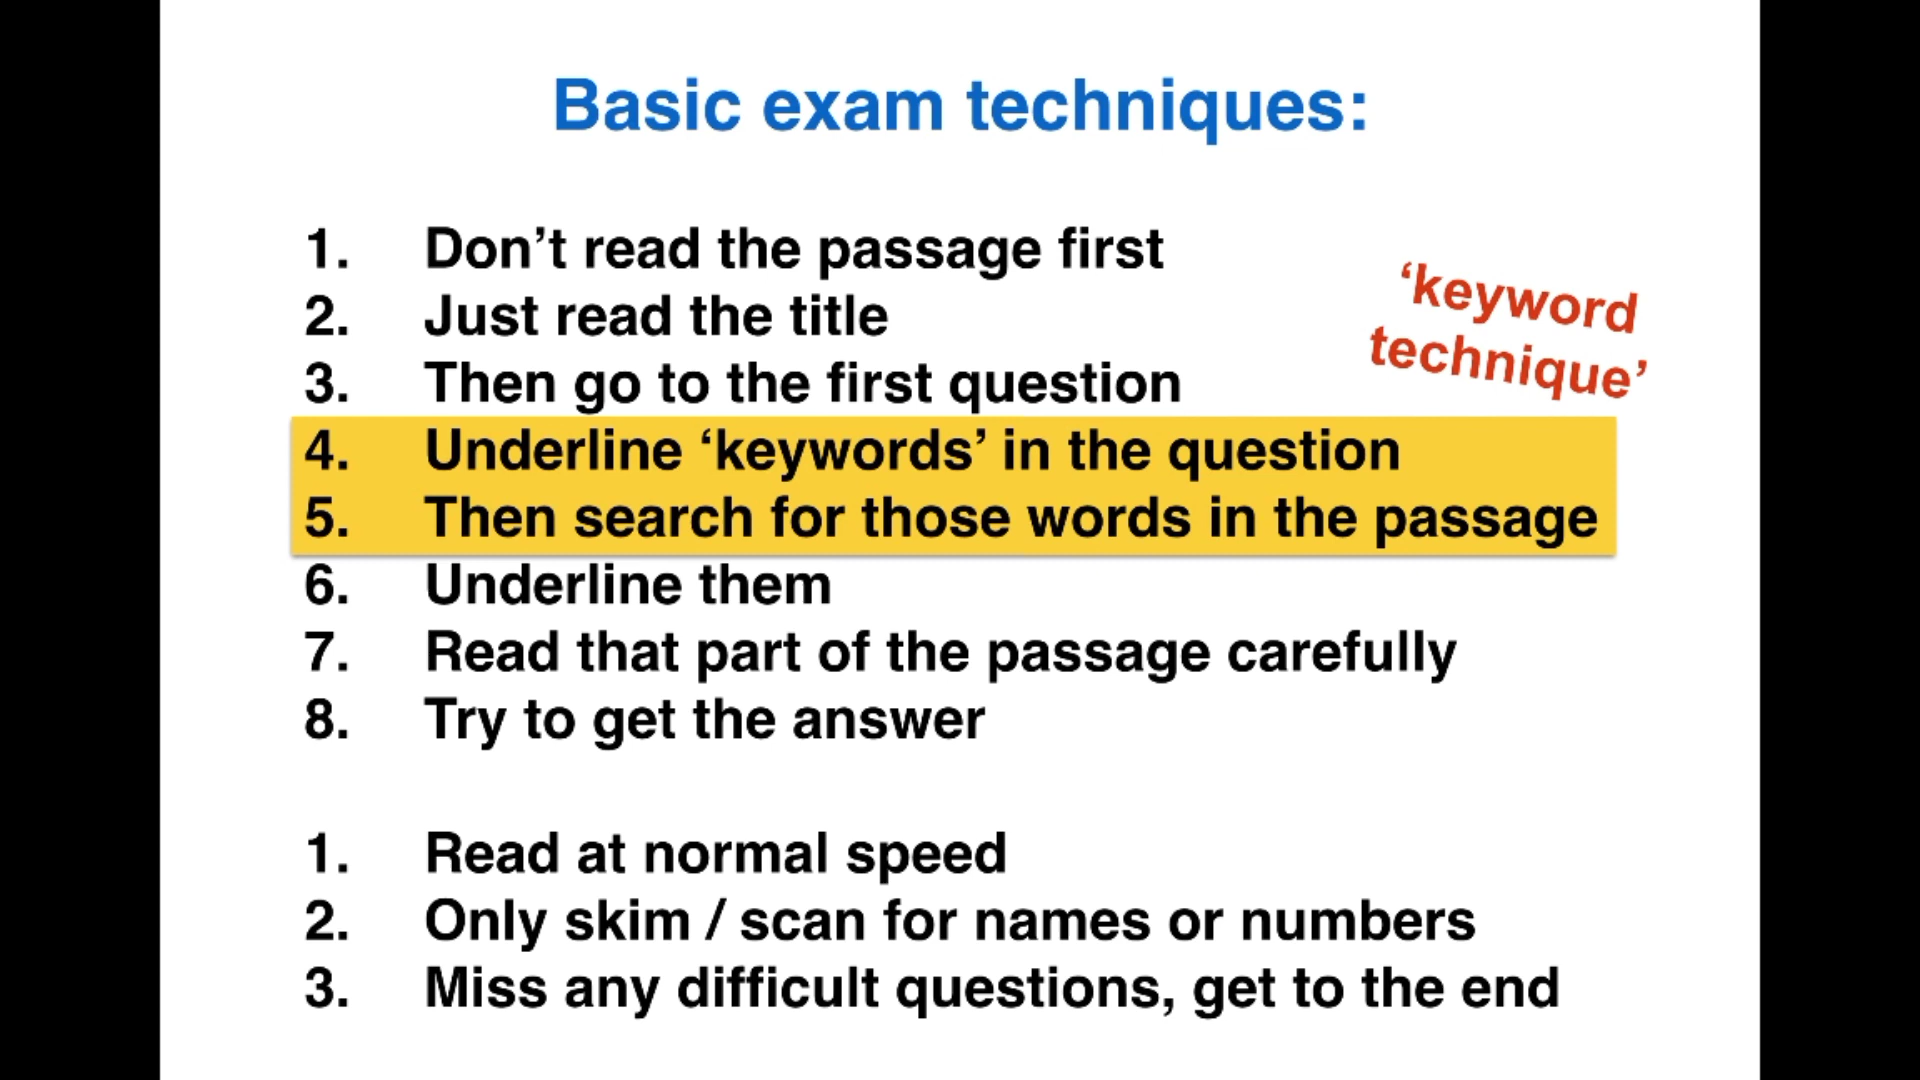 Basic exam techniques:
1. Don’t read the passage first
2. Just read the title
3. Then go to the first question
‘keyword
technique’
4. Underline ‘keywords’ in the question
5. Then search for those words in the passage
6. Underline them
7. Read that part of the passage carefully
8. Try to get the answer
1. Read at normal speed
2. Only skim / scan for names or numbers
3. Miss any difficult questions, get to the end